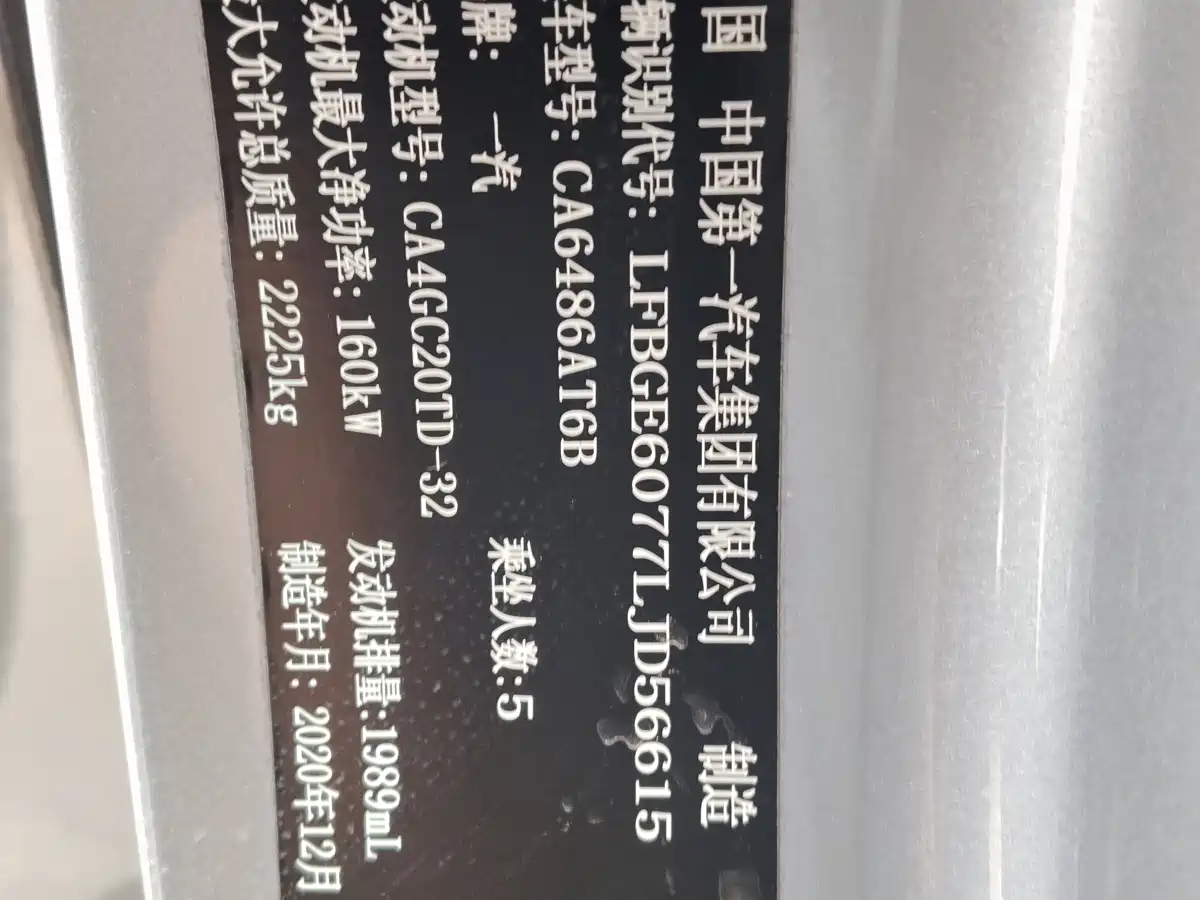 国 中国第一汽车集团有限公司 制造
辆识别代号: LFBGE6077LJD56615
车型号: CA6486AT6B
牌: 一汽 乘坐人数:5
动机型号: CA4GC20TD-32
动机最大净功率: 160kW 发动机排量:1989mL
大允许总质量: 2225kg 制造年月: 2020年12月